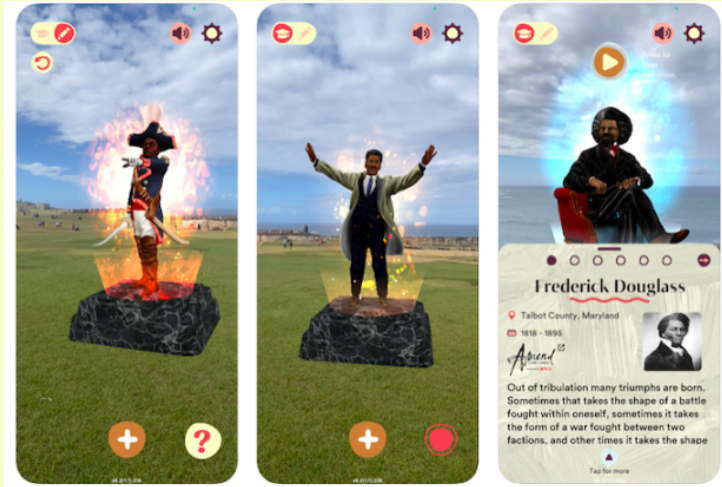 ?
Press to
Frederick Douglass
Talbot County, Maryland
1818 - 1895
Amend
Out of tribulation many triumphs are born.
Sometimes that takes the shape of a battle
fought within oneself, sometimes it takes
the form of a war fought between two
factions, and other times it takes the shape
Tap for more